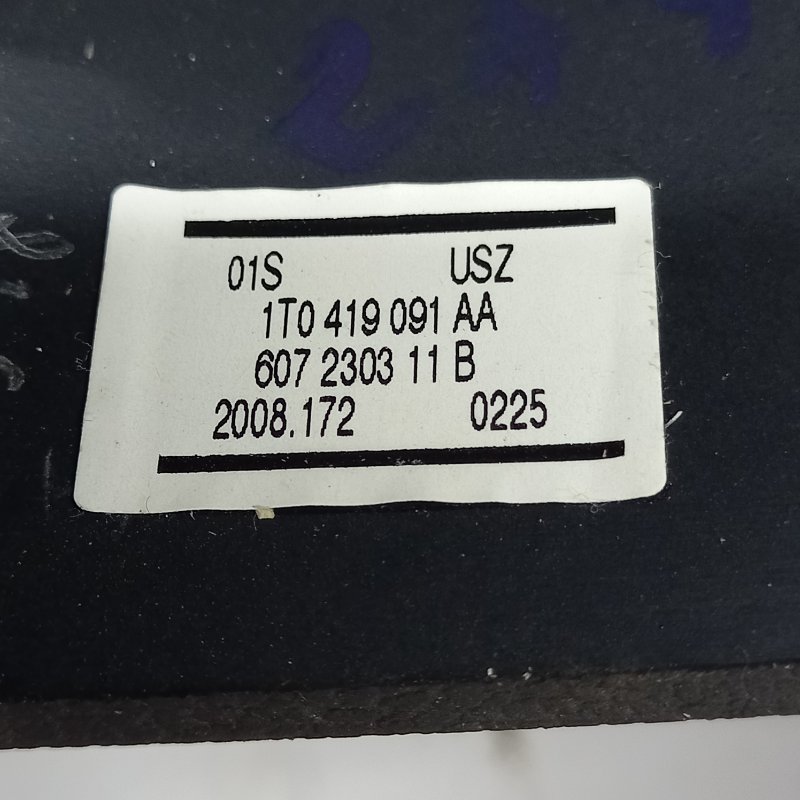 01S USZ
1T0 419 091 AA
607 2303 11 B
2008.172 0225